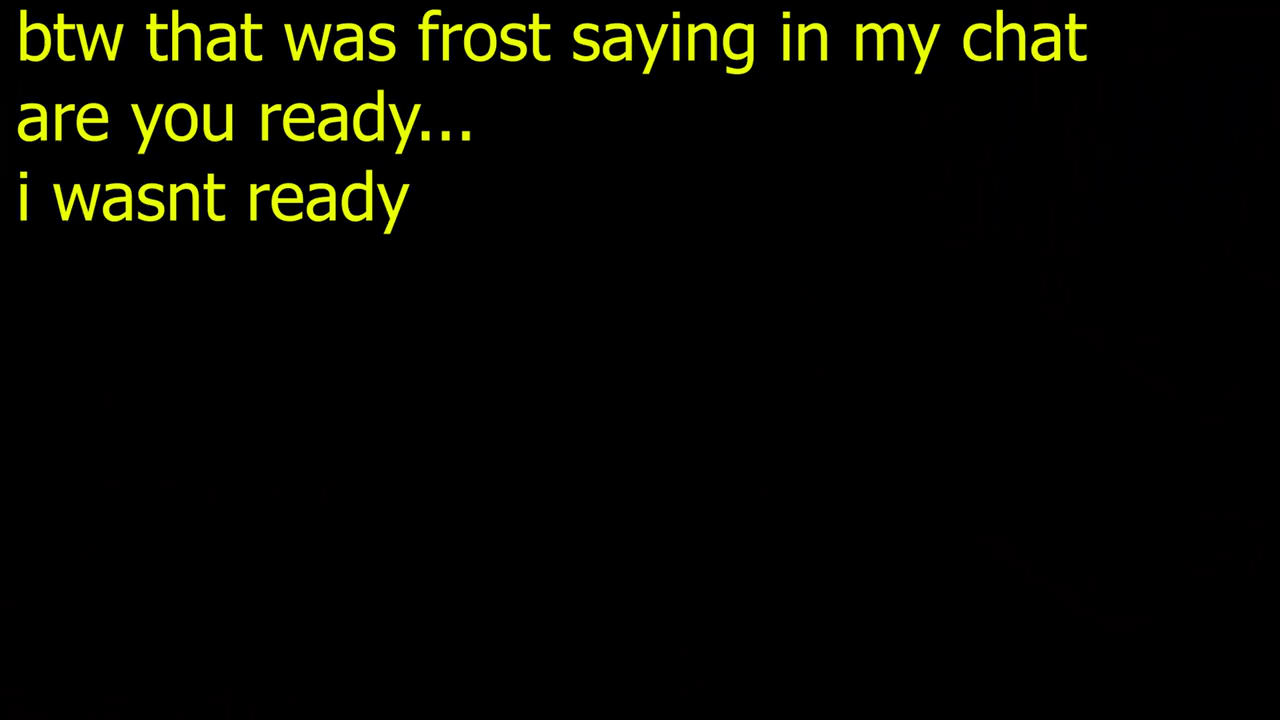 btw that was frost saying in my chat
are you ready...
i wasnt ready